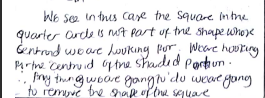 We see in this case the square in the
quarter circle is not part of the shape whose
Centroid we are looking for. We are looking
for the centroid of the shaded portion.
∴ Any thing we are going to do we are going
to remove the shape of the square